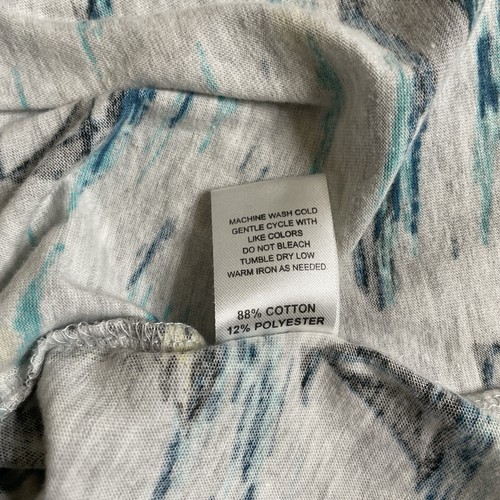 MACHINE WASH COLD
GENTLE CYCLE WITH
LIKE COLORS
DO NOT BLEACH
TUMBLE DRY LOW
WARM IRON AS NEEDED.
88% COTTON
12% POLYESTER